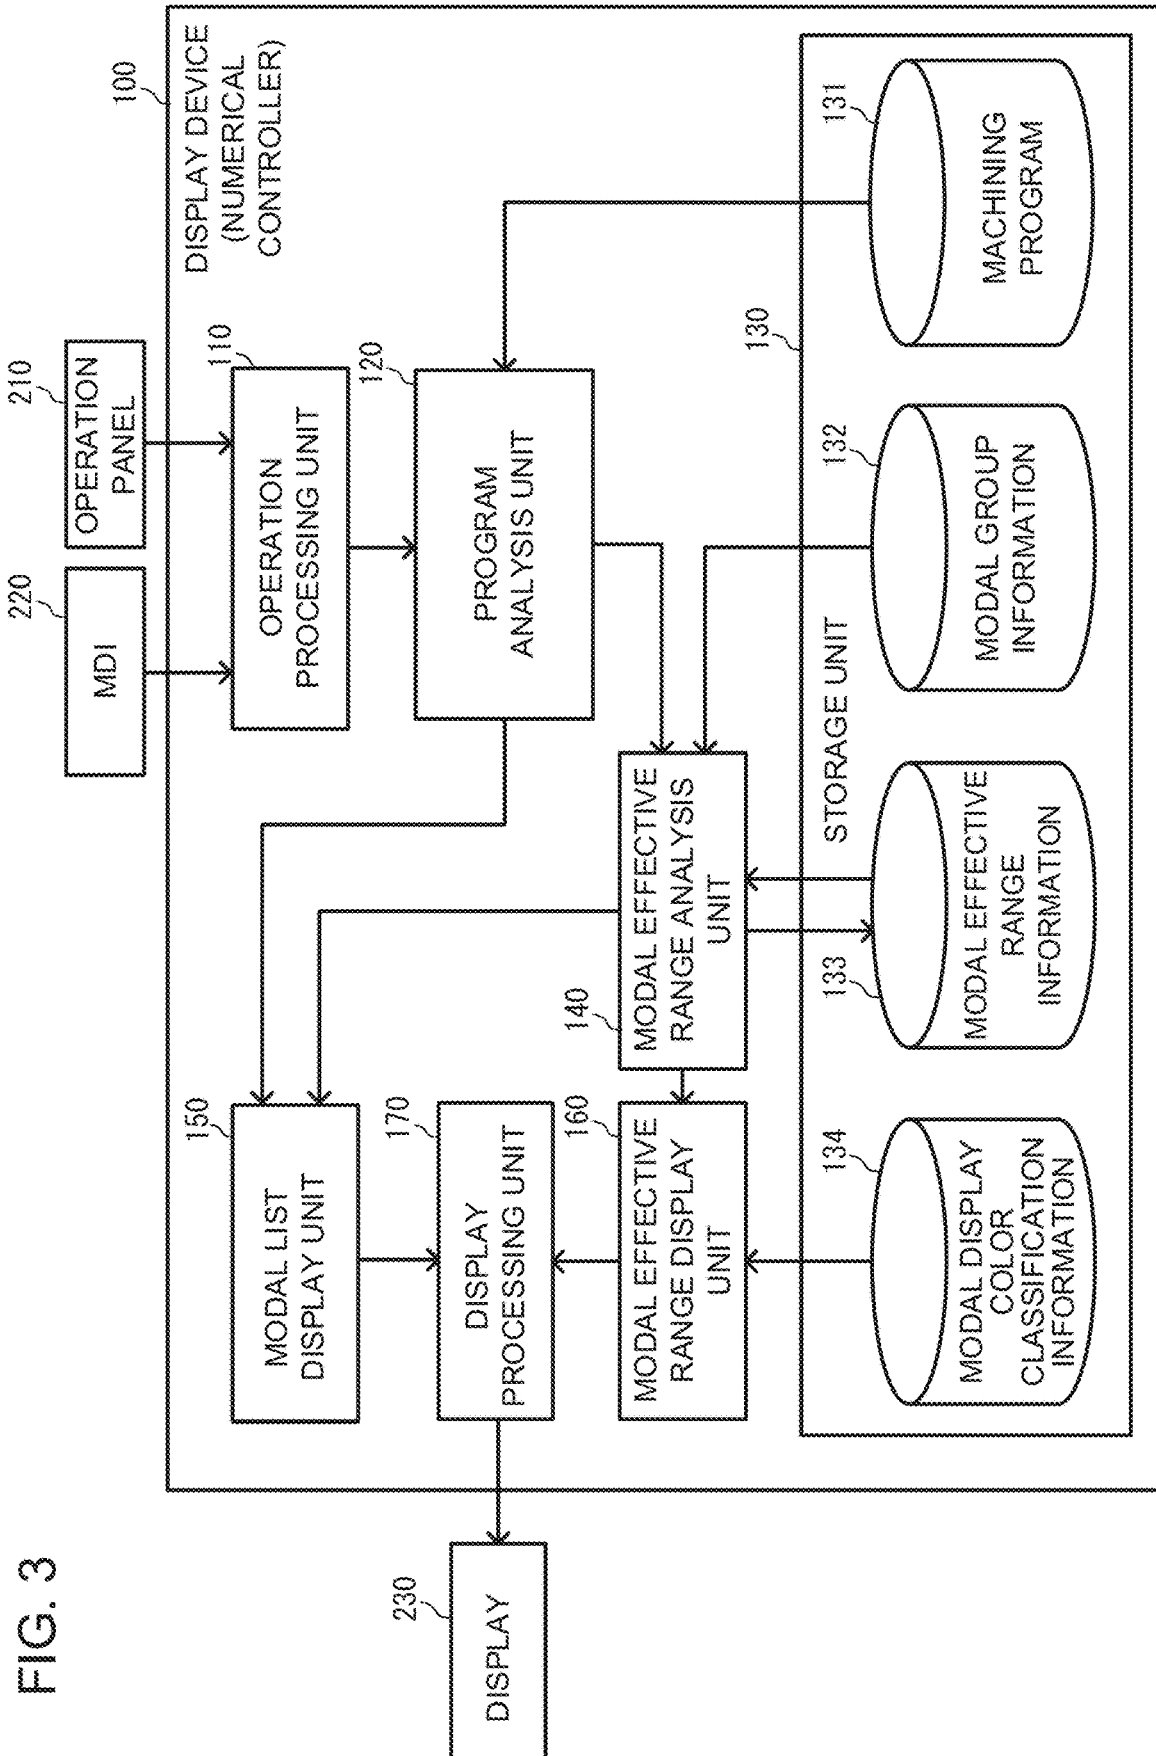 FIG. 3
100
DISPLAY DEVICE
(NUMERICAL
CONTROLLER)
210
OPERATION
PANEL
220
MDI
110
OPERATION
PROCESSING UNIT
120
PROGRAM
ANALYSIS UNIT
150
MODAL LIST
DISPLAY UNIT
170
DISPLAY
PROCESSING UNIT
230
DISPLAY
160
MODAL EFFECTIVE
RANGE DISPLAY
UNIT
140
MODAL EFFECTIVE
RANGE ANALYSIS
UNIT
130
STORAGE UNIT
134
MODAL DISPLAY
COLOR
CLASSIFICATION
INFORMATION
133
MODAL EFFECTIVE
RANGE
INFORMATION
132
MODAL GROUP
INFORMATION
131
MACHINING
PROGRAM